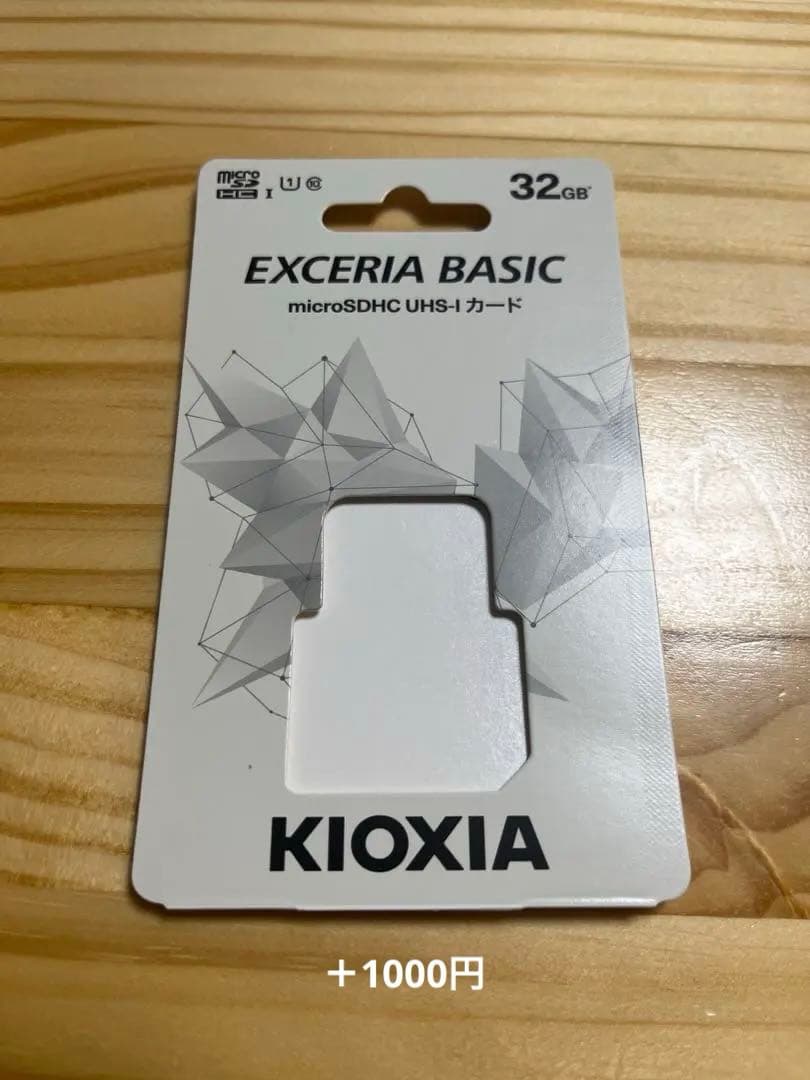 micro SD HC I U1 10
32GB*
EXCERIA BASIC
microSDHC UHS-I カード
KIOXIA
＋1000円